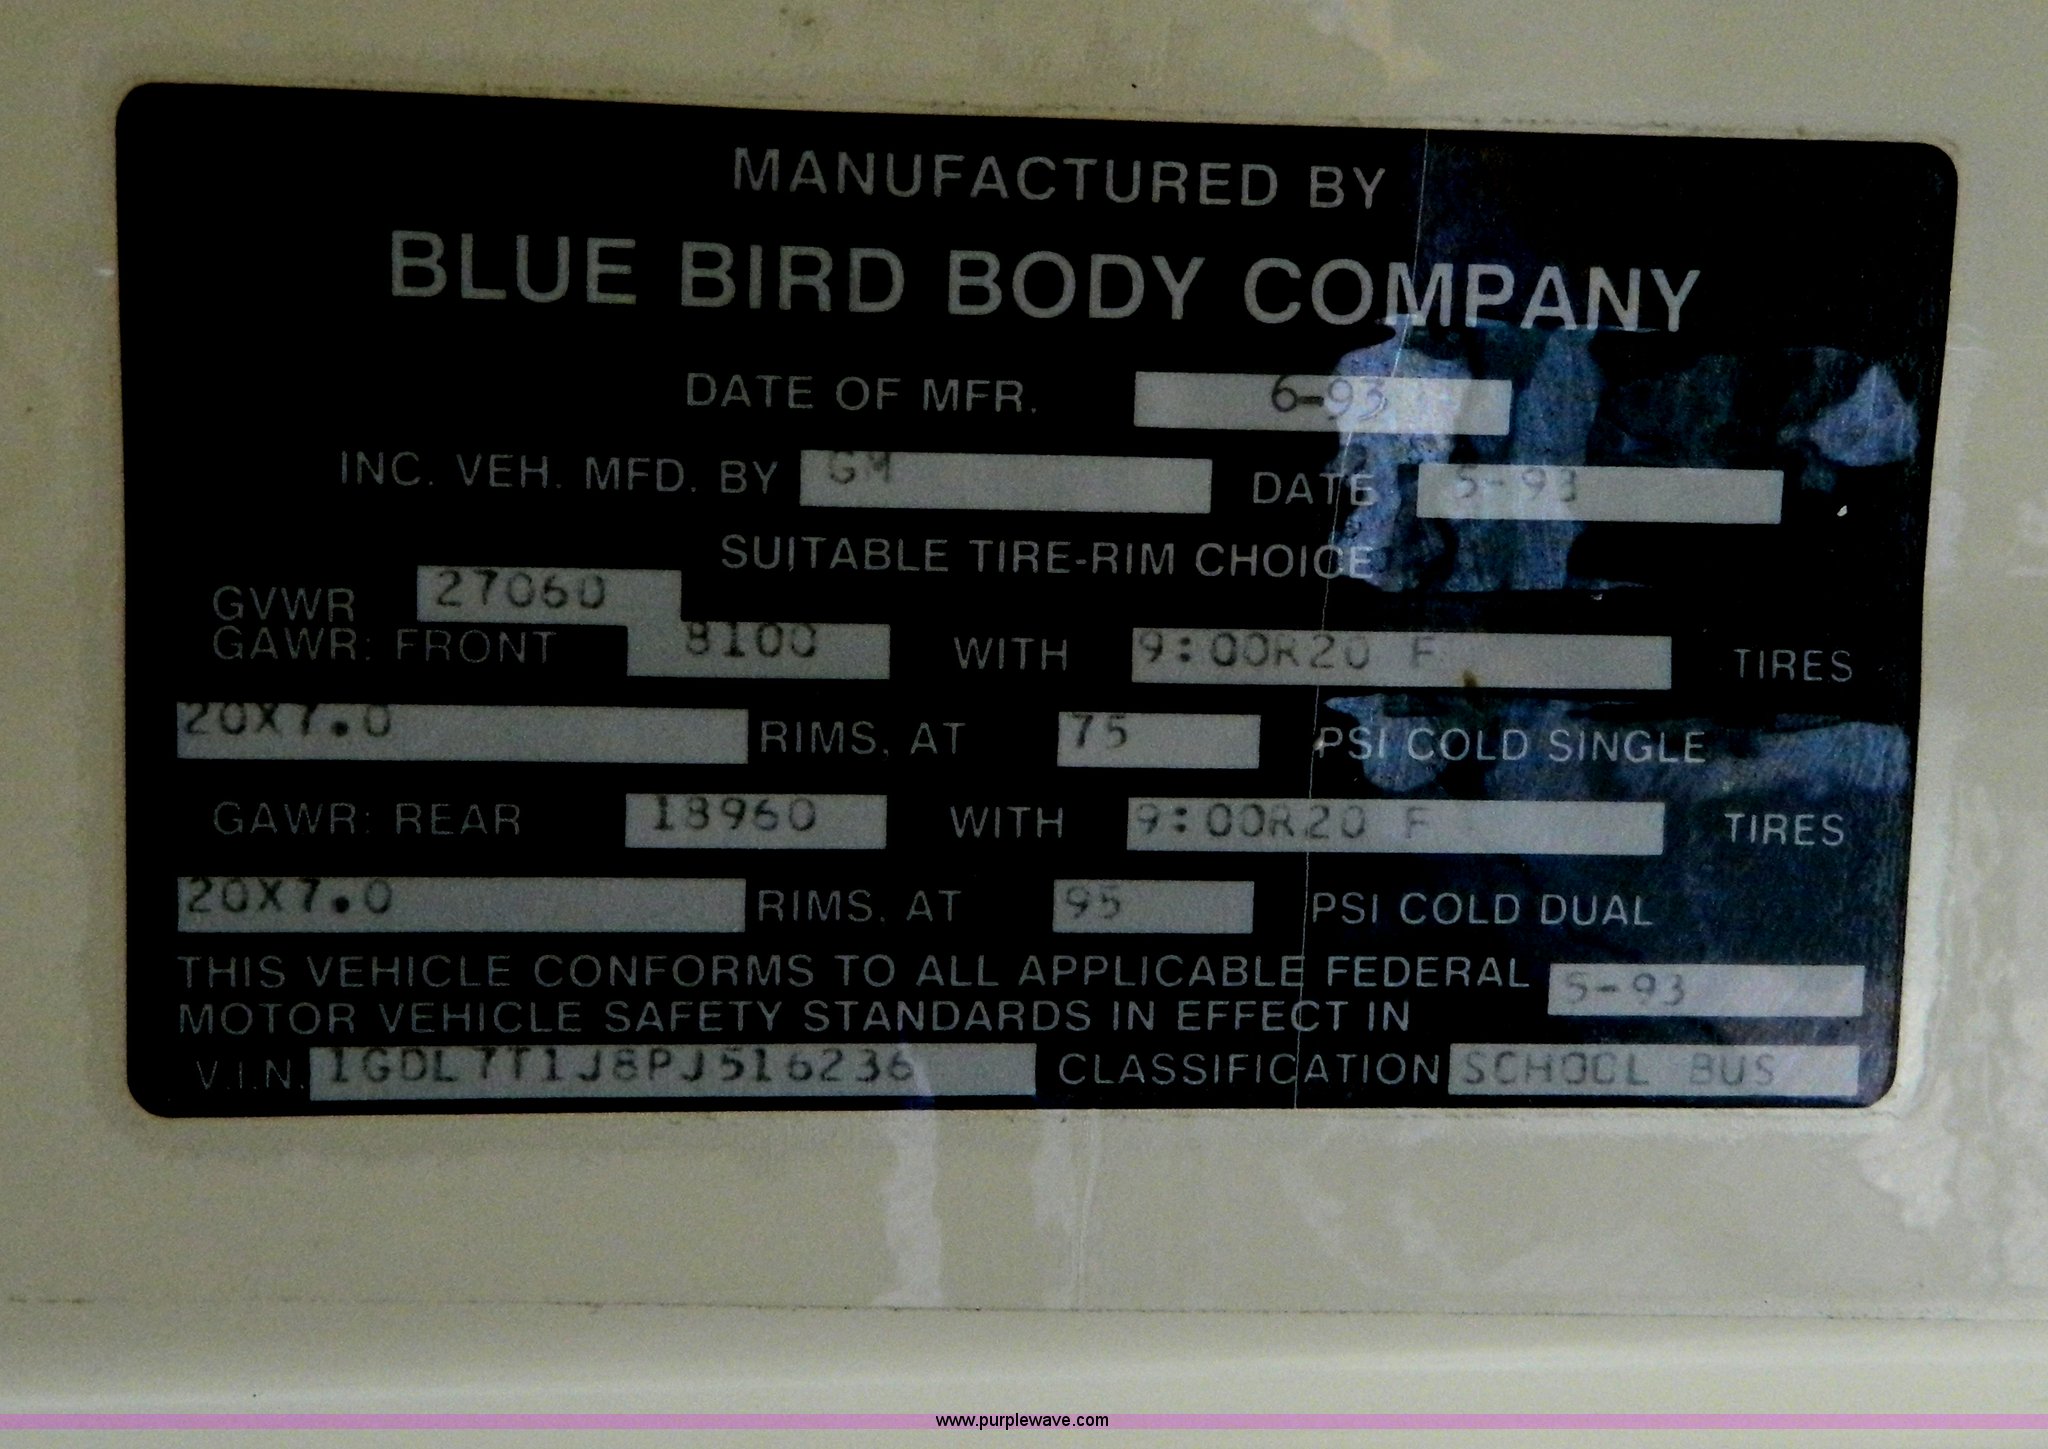 MANUFACTURED BY
BLUE BIRD BODY COMPANY
DATE OF MFR. 6-93
INC. VEH. MFD. BY GM DATE 5-93
SUITABLE TIRE-RIM CHOICE
GVWR 27060
GAWR: FRONT 8100 WITH 9:00R20 F TIRES
20X7.0 RIMS, AT 75 PSI COLD SINGLE
GAWR: REAR 18960 WITH 9:00R20 F TIRES
20X7.0 RIMS, AT 95 PSI COLD DUAL
THIS VEHICLE CONFORMS TO ALL APPLICABLE FEDERAL
MOTOR VEHICLE SAFETY STANDARDS IN EFFECT IN 5-93
V.I.N. 1GDL7T1J8PJ516236 CLASSIFICATION SCHOOL BUS
www.purplewave.com